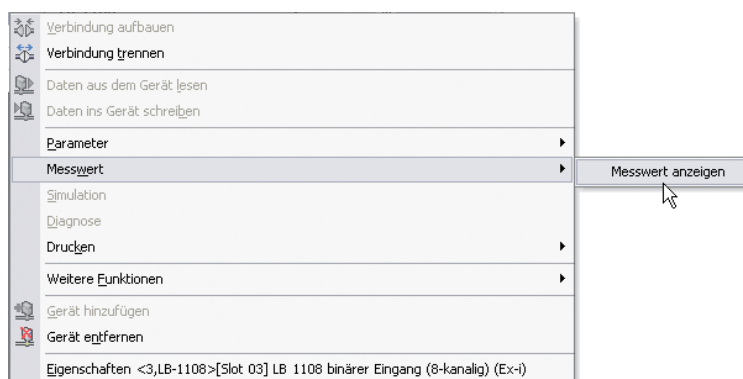 Verbindung aufbauen
Verbindung trennen
Daten aus dem Gerät lesen
Daten ins Gerät schreiben
Parameter
Messwert
Messwert anzeigen
Simulation
Diagnose
Drucken
Weitere Funktionen
Gerät hinzufügen
Gerät entfernen
Eigenschaften <3,LB-1108>[Slot 03] LB 1108 binärer Eingang (8-kanalig) (Ex-i)